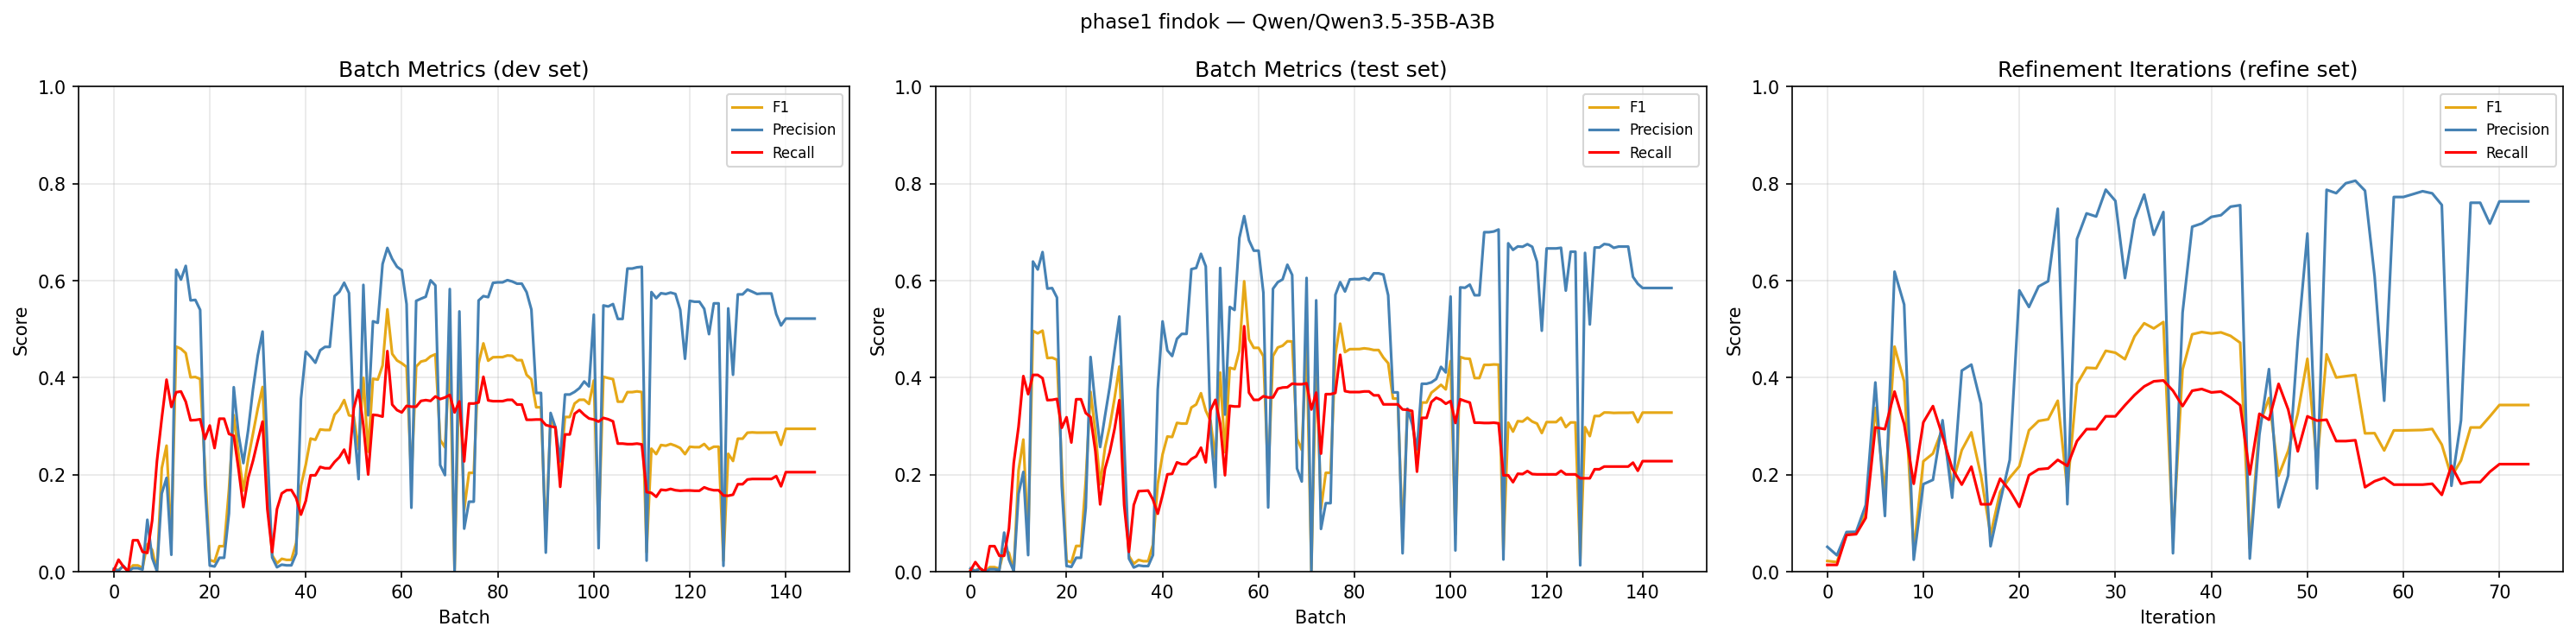 phase1 findok — Qwen/Qwen3.5-35B-A3B
Batch Metrics (dev set)
1.0
0.8
0.6
0.4
0.2
0.0
Score
0 20 40 60 80 100 120 140
Batch
F1
Precision
Recall
Batch Metrics (test set)
1.0
0.8
0.6
0.4
0.2
0.0
Score
0 20 40 60 80 100 120 140
Batch
F1
Precision
Recall
Refinement Iterations (refine set)
1.0
0.8
0.6
0.4
0.2
0.0
Score
0 10 20 30 40 50 60 70
Iteration
F1
Precision
Recall